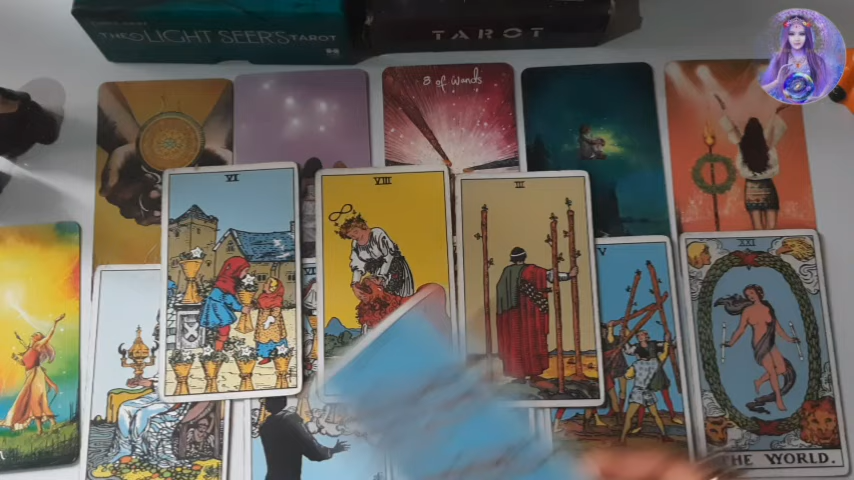 THE LIGHT SEER'S TAROT
TAROT
8 of Wands
VI
VIII
III
V
XXI
THE WORLD.